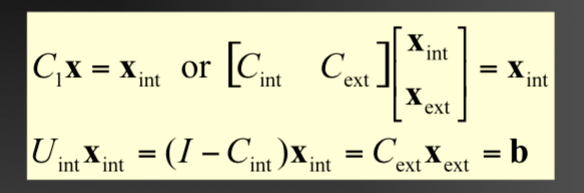 C₁x = x_int or [C_int C_ext] [x_int x_ext] = x_int
U_int x_int = (I − C_int)x_int = C_ext x_ext = b